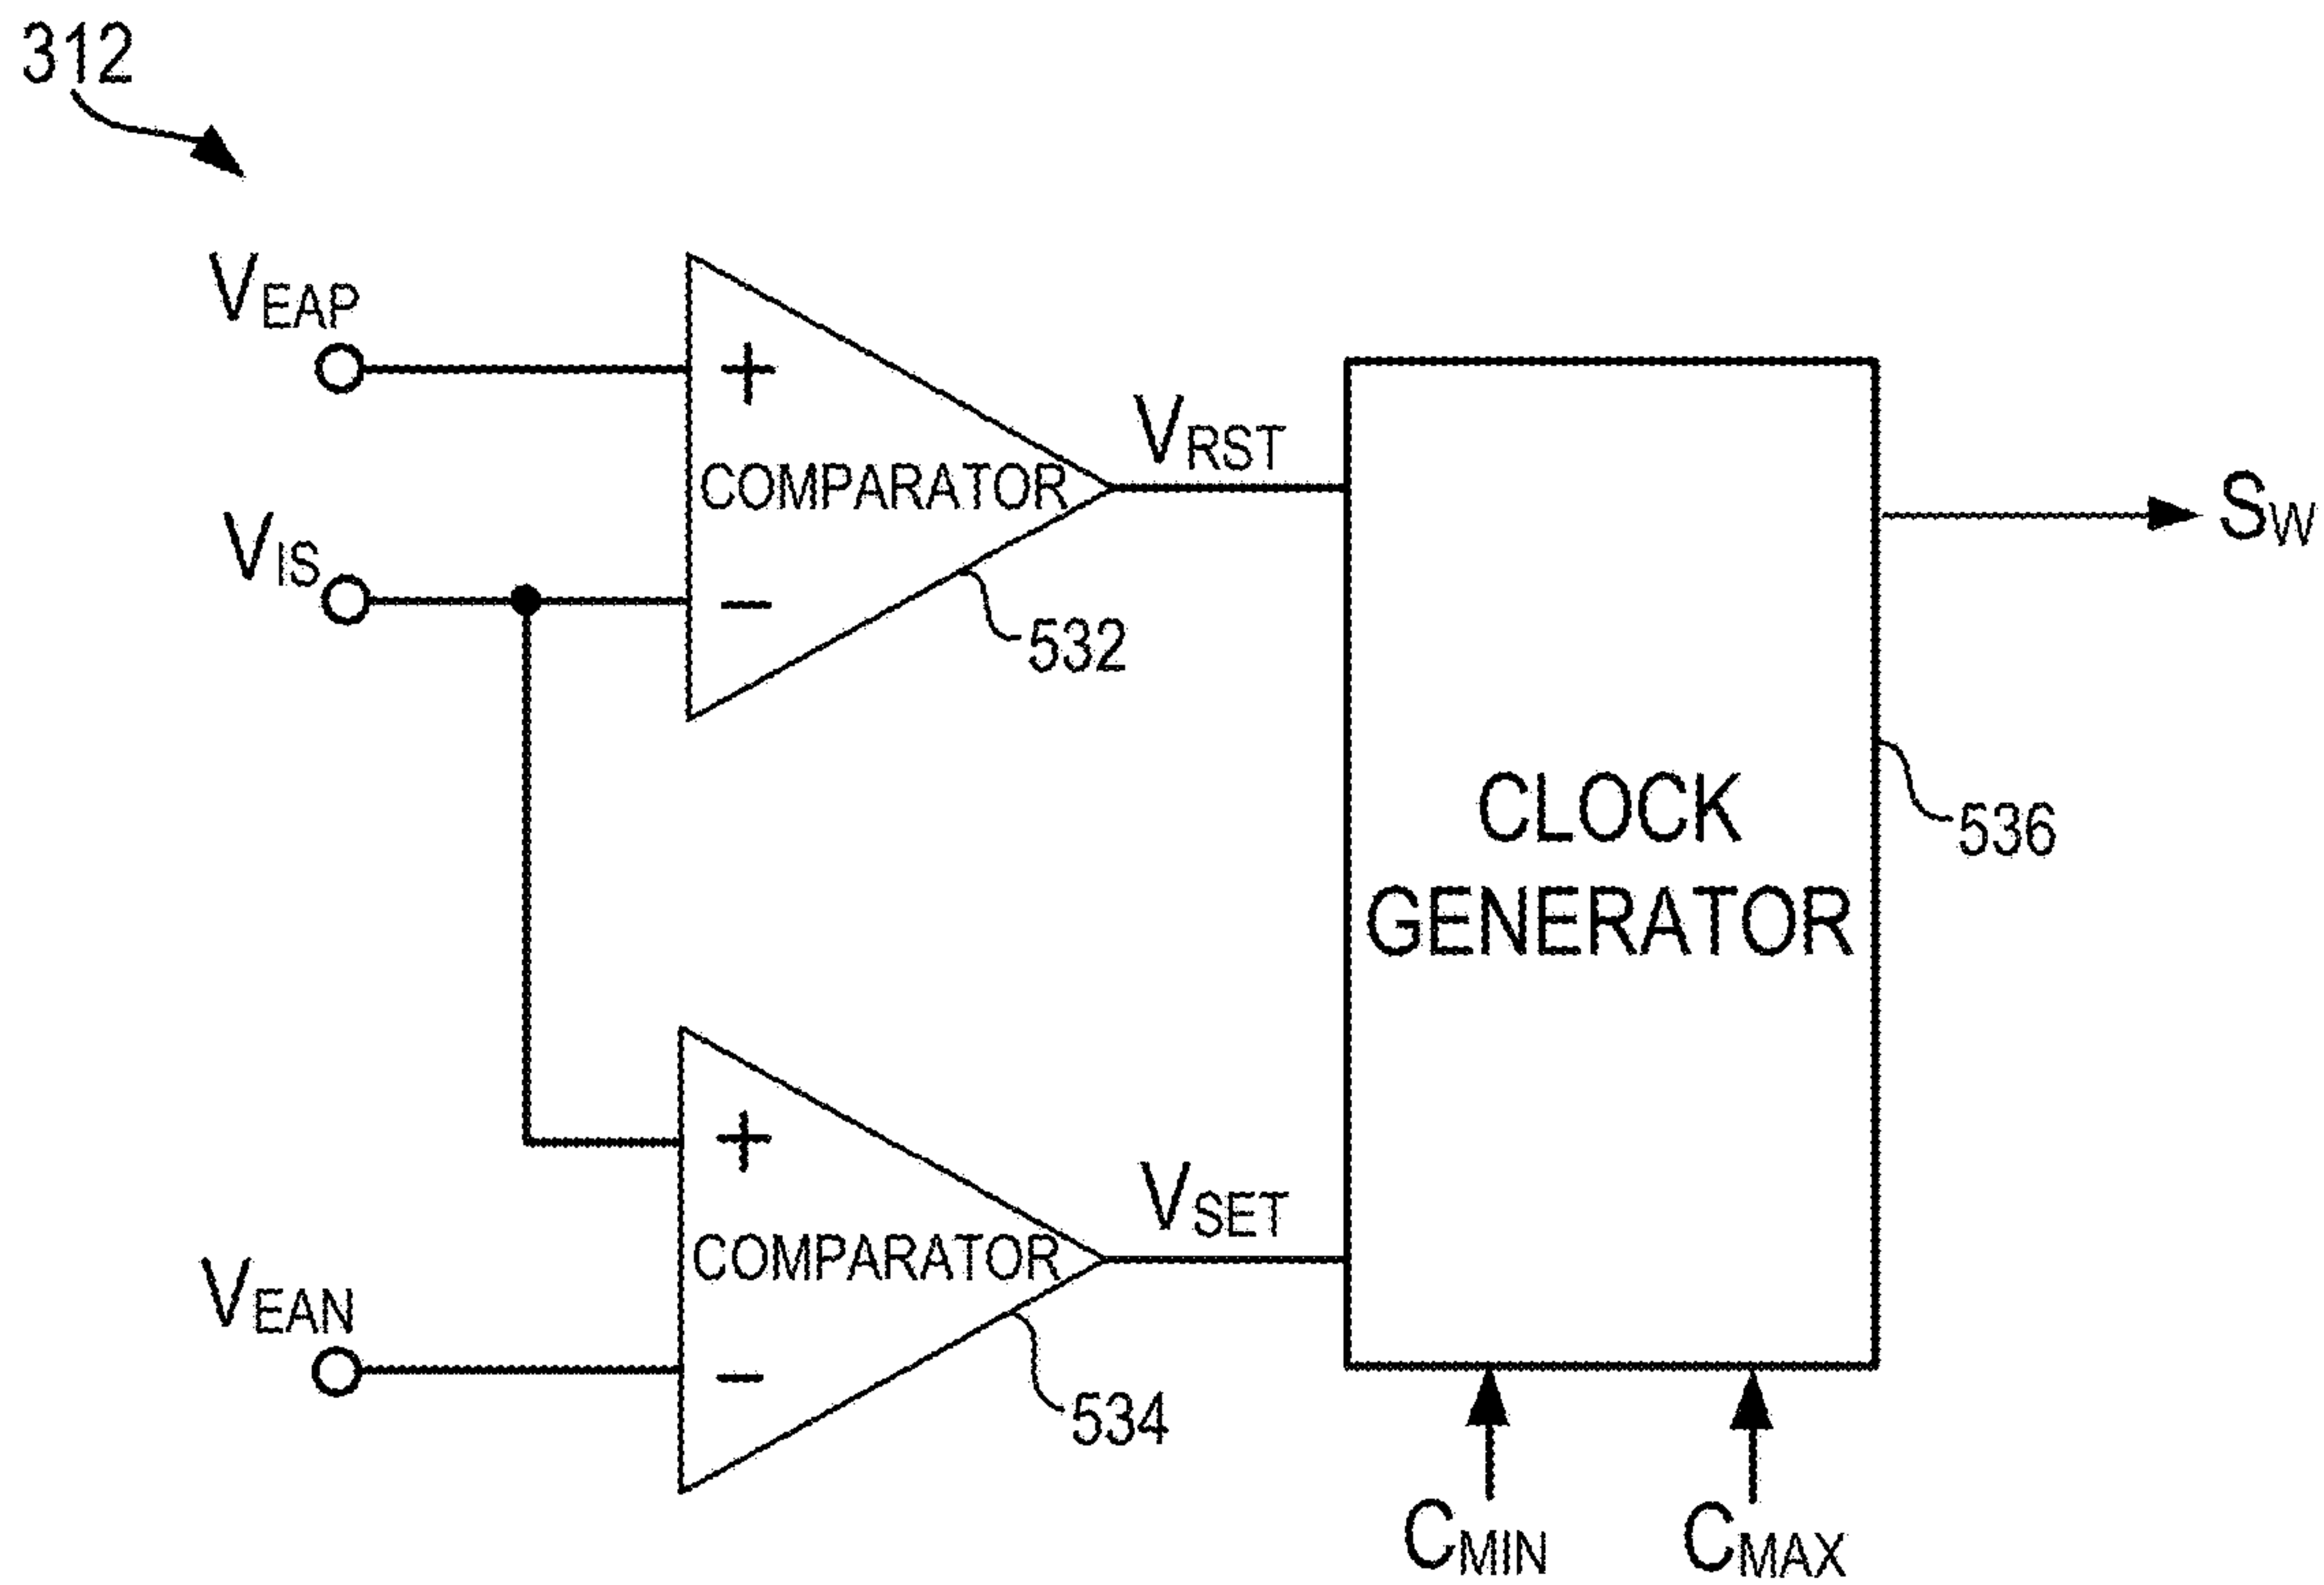 312
VEAP
+
COMPARATOR
VRST
VIS
−
532
SW
CLOCK
GENERATOR
536
+
COMPARATOR
VSET
VEAN
−
534
CMIN
CMAX